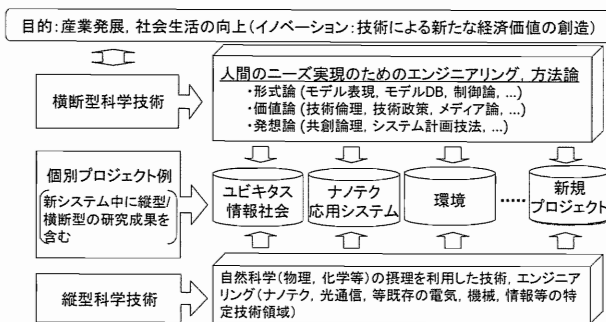 目的：産業発展，社会生活の向上（イノベーション：技術による新たな経済価値の創造）
横断型科学技術
人間のニーズ実現のためのエンジニアリング，方法論
・形式論（モデル表現，モデルDB，制御論，...）
・価値論（技術倫理，技術政策，メディア論，...）
・発想論（共創論理，システム計画技法，...）
個別プロジェクト例
新システム中に縦型/
横断型の研究成果を
含む
ユビキタス
情報社会
ナノテク
応用システム
環境
.....
新規
プロジェクト
縦型科学技術
自然科学（物理，化学等）の摂理を利用した技術，エンジニア
リング（ナノテク，光通信，等既存の電気，機械，情報等の特
定技術領域）